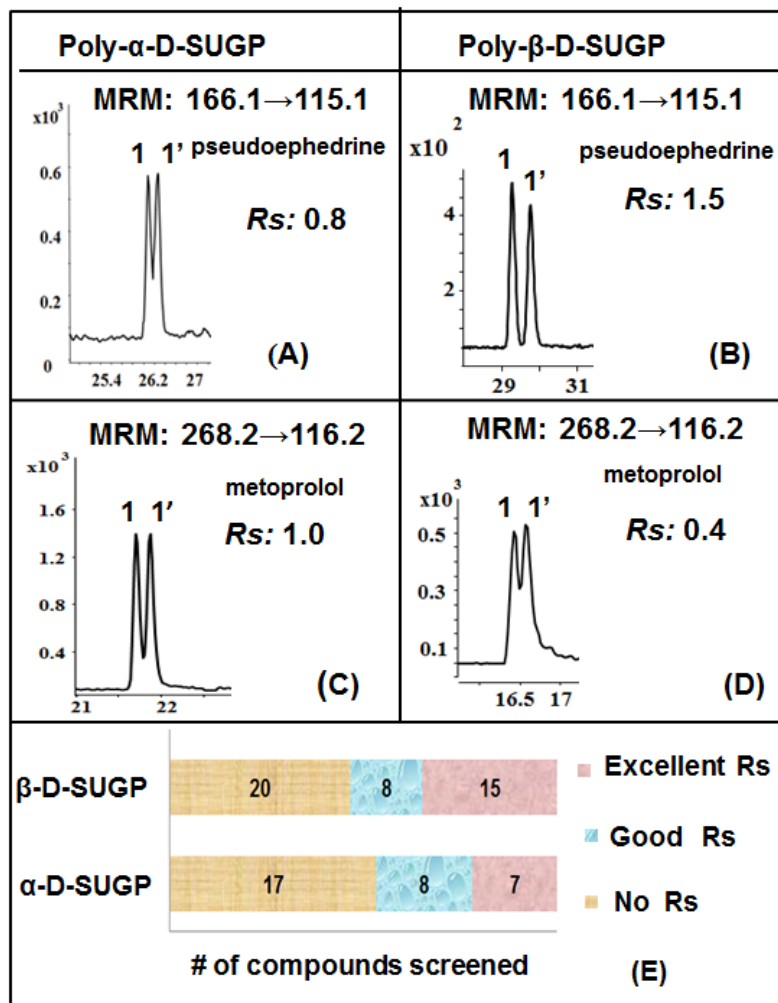 Poly-α-D-SUGP
Poly-β-D-SUGP
MRM: 166.1→115.1
x10³
1 1’ pseudoephedrine
Rs: 0.8
0.6
0.4
0.2
0
25.4 26.2 27
(A)
MRM: 166.1→115.1
x10 ²
1 1’
pseudoephedrine
Rs: 1.5
4
2
29 31
(B)
MRM: 268.2→116.2
x10³
metoprolol
1 1’
Rs: 1.0
1.6
1.2
0.8
0.4
21 22
(C)
MRM: 268.2→116.2
metoprolol
x10³
1 1’
Rs: 0.4
0.5
0.3
0.1
16.5 17
(D)
β-D-SUGP
20 8 15
Excellent Rs
Good Rs
α-D-SUGP
17 8 7
No Rs
# of compounds screened
(E)